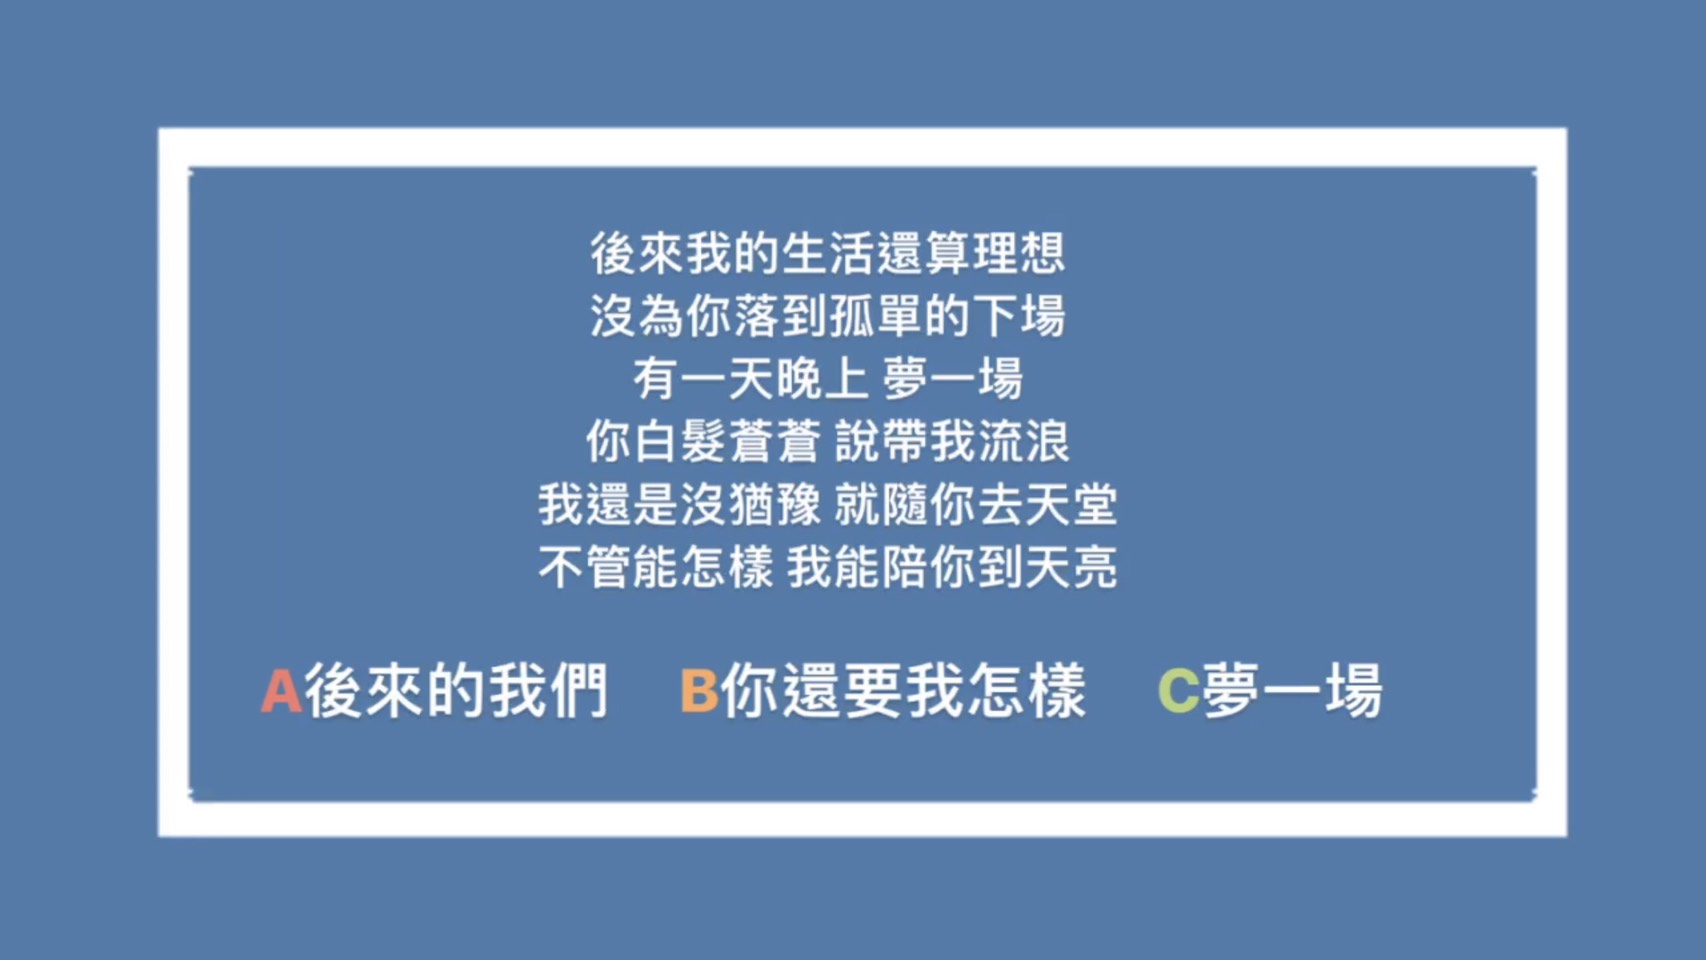 後來我的生活還算理想
沒為你落到孤單的下場
有一天晚上 夢一場
你白髮蒼蒼 說帶我流浪
我還是沒猶豫 就隨你去天堂
不管能怎樣 我能陪你到天亮
A後來的我們 B你還要我怎樣 C夢一場